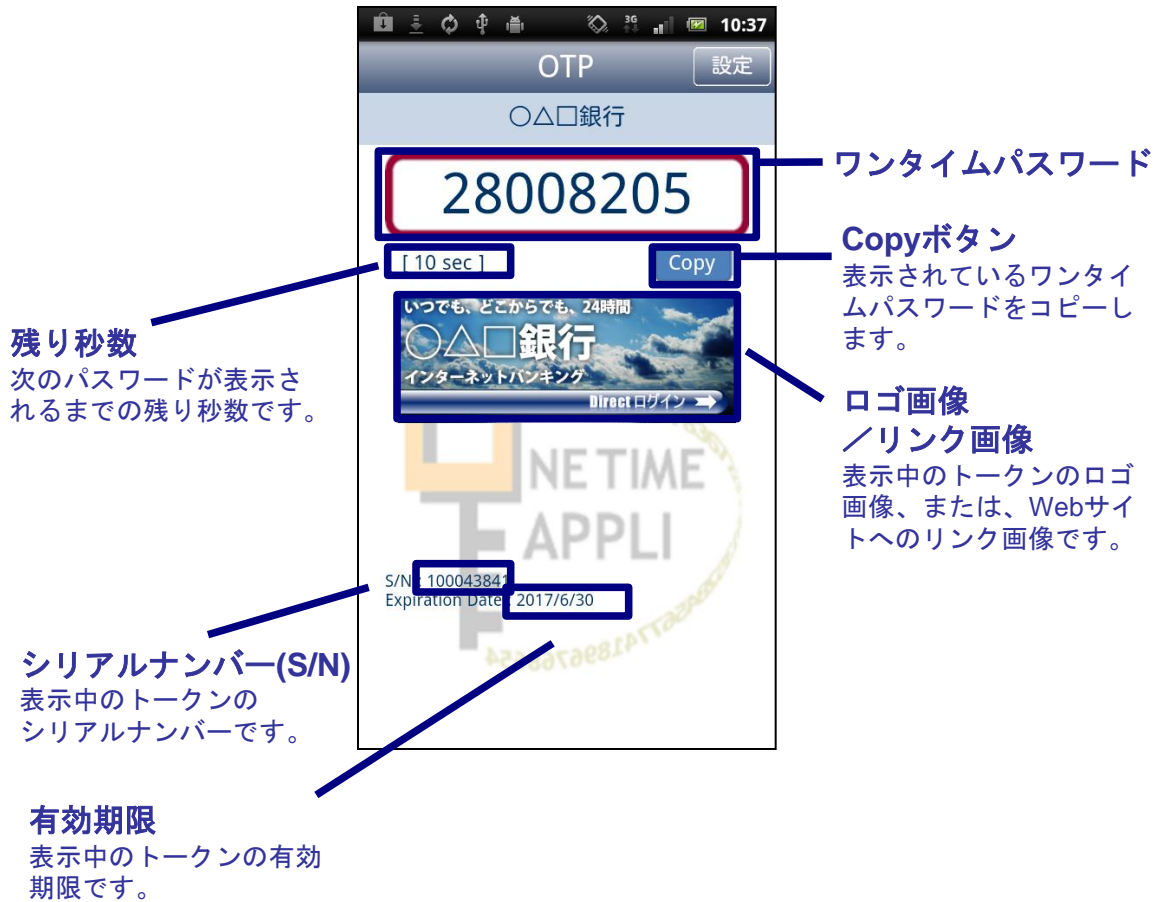 3G 10:37
OTP
設定
○△□銀行
28008205
[ 10 sec ]
Copy
いつでも、どこからでも、24時間
○△□銀行
インターネットバンキング
Direct ログイン
NETIME
APPLI
S/N : 100043841
Expiration Date : 2017/6/30
ワンタイムパスワード
Copyボタン
表示されているワンタイ
ムパスワードをコピーし
ます。
ロゴ画像
／リンク画像
表示中のトークンのロゴ
画像、または、Webサイ
トへのリンク画像です。
残り秒数
次のパスワードが表示さ
れるまでの残り秒数です。
シリアルナンバー(S/N)
表示中のトークンの
シリアルナンバーです。
有効期限
表示中のトークンの有効
期限です。